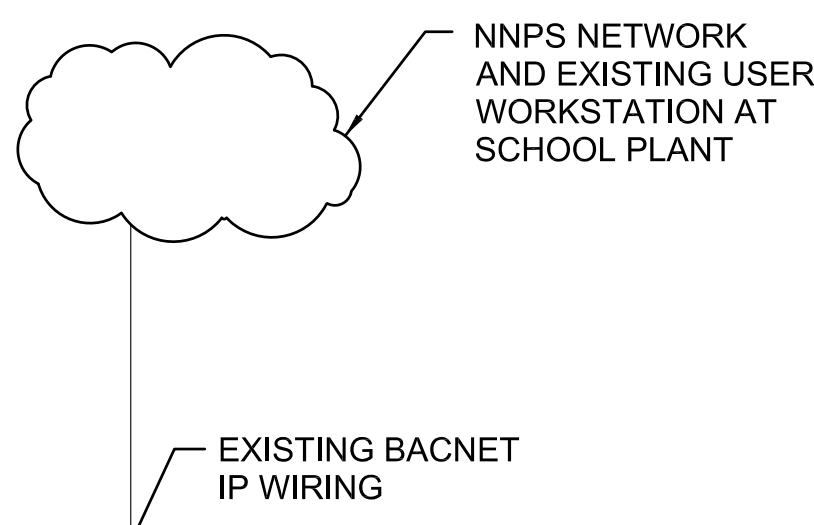 NNPS NETWORK
AND EXISTING USER
WORKSTATION AT
SCHOOL PLANT
EXISTING BACNET
IP WIRING